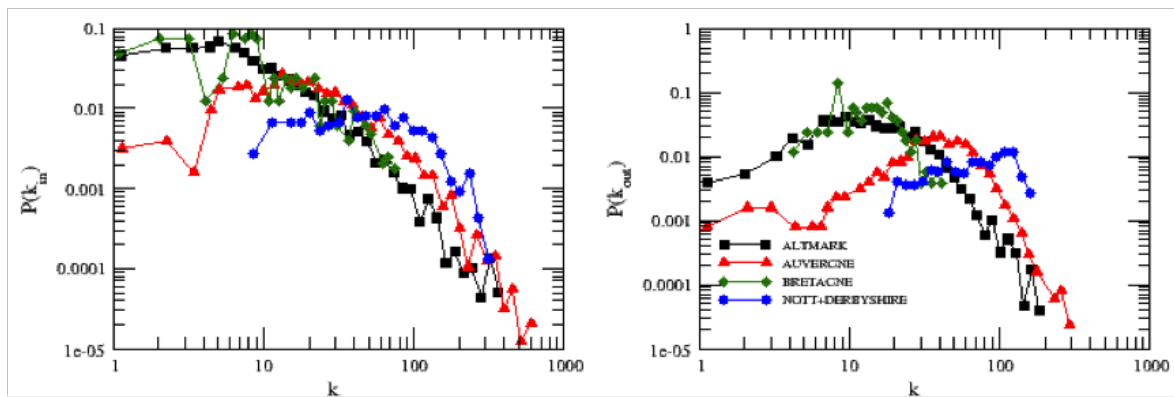 0.1
0.01
0.001
0.0001
1e-05
1 10 100 1000
k
P(k_in)
1
0.1
0.01
0.001
0.0001
1e-05
1 10 100 1000
k
P(k_out)
ALTMARK
AUVERGNE
BRETAGNE
NOTT+DERBYSHIRE